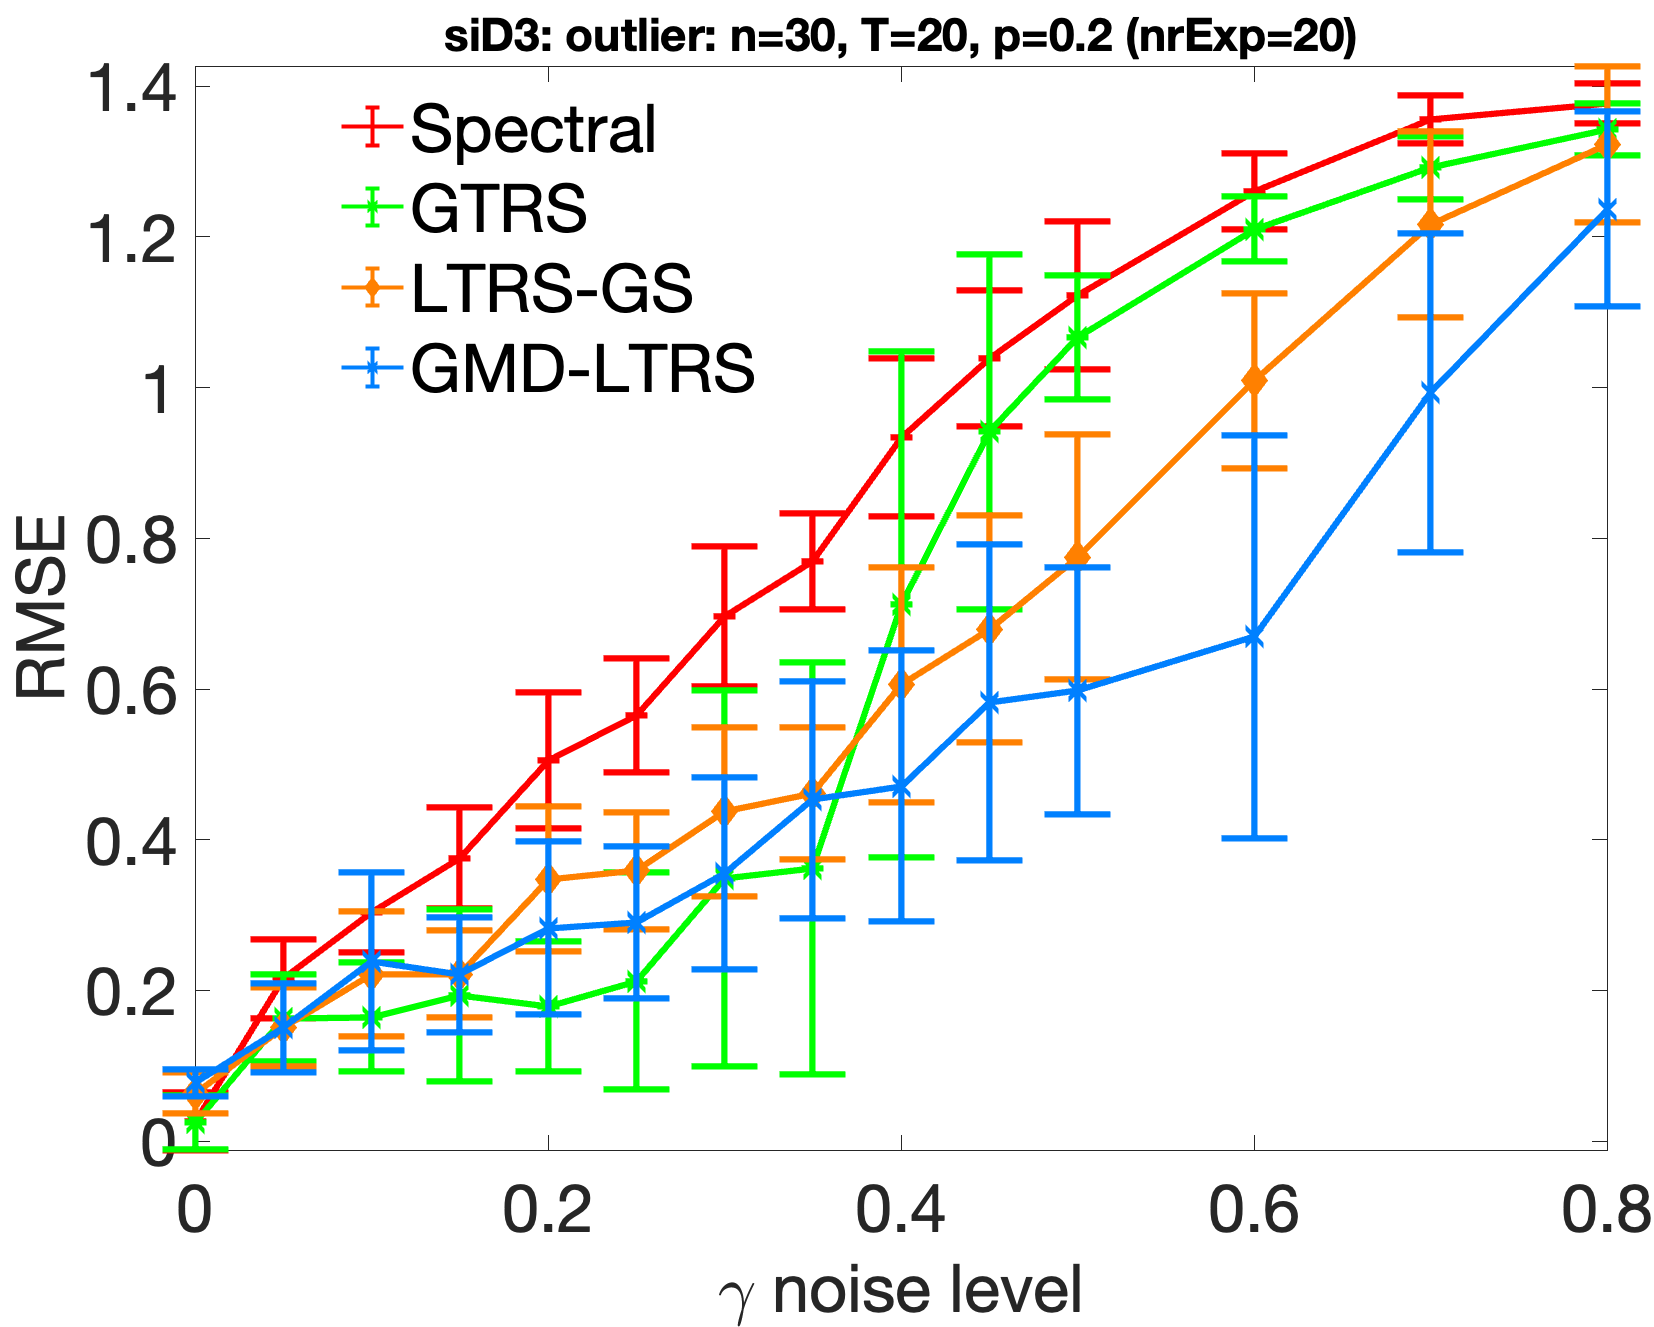 siD3: outlier: n=30, T=20, p=0.2 (nrExp=20)
1.4
1.2
1
0.8
0.6
0.4
0.2
0
RMSE
Spectral
GTRS
LTRS-GS
GMD-LTRS
0 0.2 0.4 0.6 0.8
γ noise level